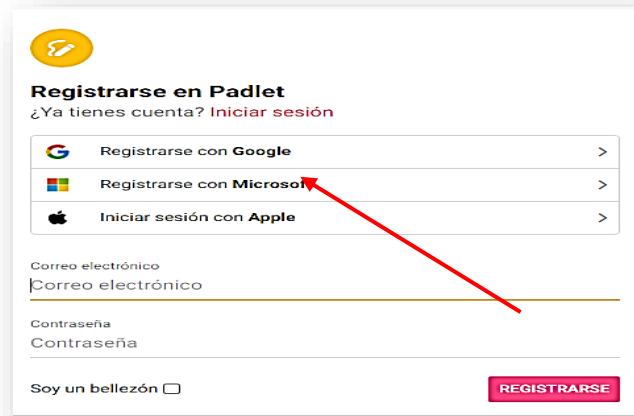 Registrarse en Padlet
¿Ya tienes cuenta? Iniciar sesión
Registrarse con Google >
Registrarse con Microsoft >
Iniciar sesión con Apple >
Correo electrónico
Correo electrónico
Contraseña
Contraseña
Soy un bellezón
REGISTRARSE